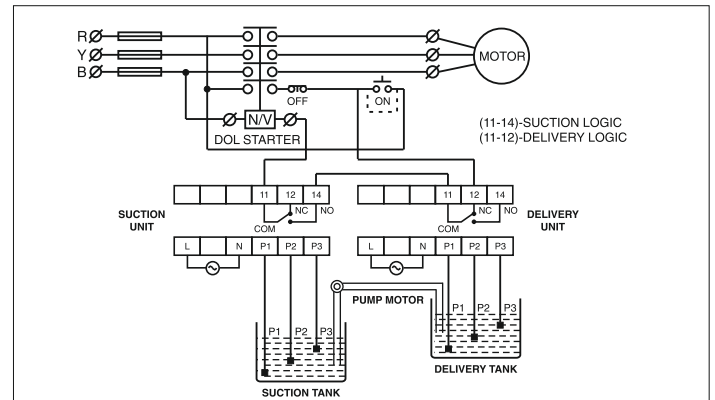 R
Y
B
MOTOR
OFF
ON
N/V
DOL STARTER
(11-14)-SUCTION LOGIC
(11-12)-DELIVERY LOGIC
11 12 14
11 12 14
SUCTION
UNIT
NC NO
COM
NC NO
COM
DELIVERY
UNIT
L N P1 P2 P3
L N P1 P2 P3
PUMP MOTOR
P1 P2 P3
P1 P2 P3
DELIVERY TANK
SUCTION TANK